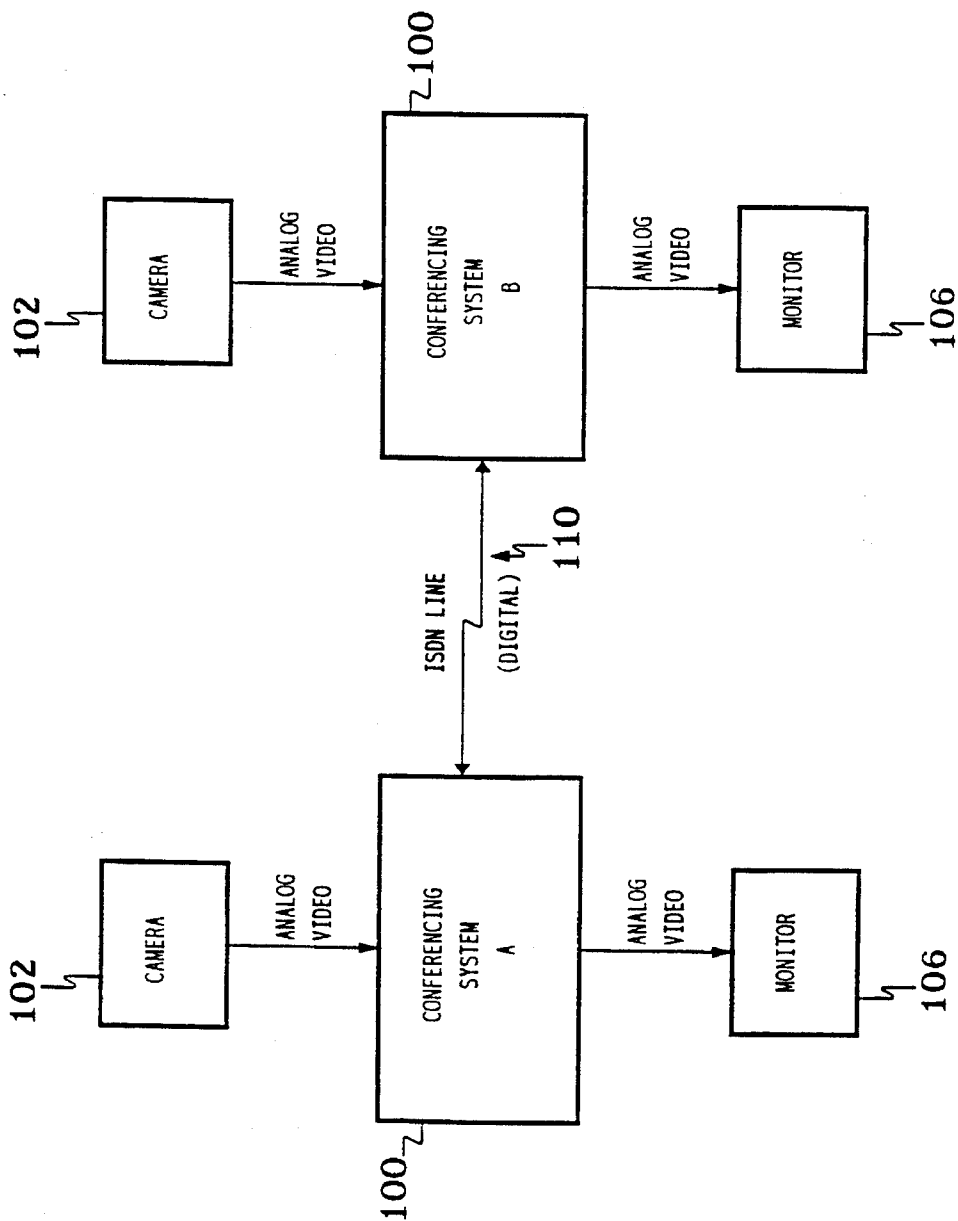 102
CAMERA
ANALOG
VIDEO
100
CONFERENCING
SYSTEM
A
ANALOG
VIDEO
MONITOR
106
ISDN LINE
(DIGITAL)
110
102
CAMERA
ANALOG
VIDEO
100
CONFERENCING
SYSTEM
B
ANALOG
VIDEO
MONITOR
106